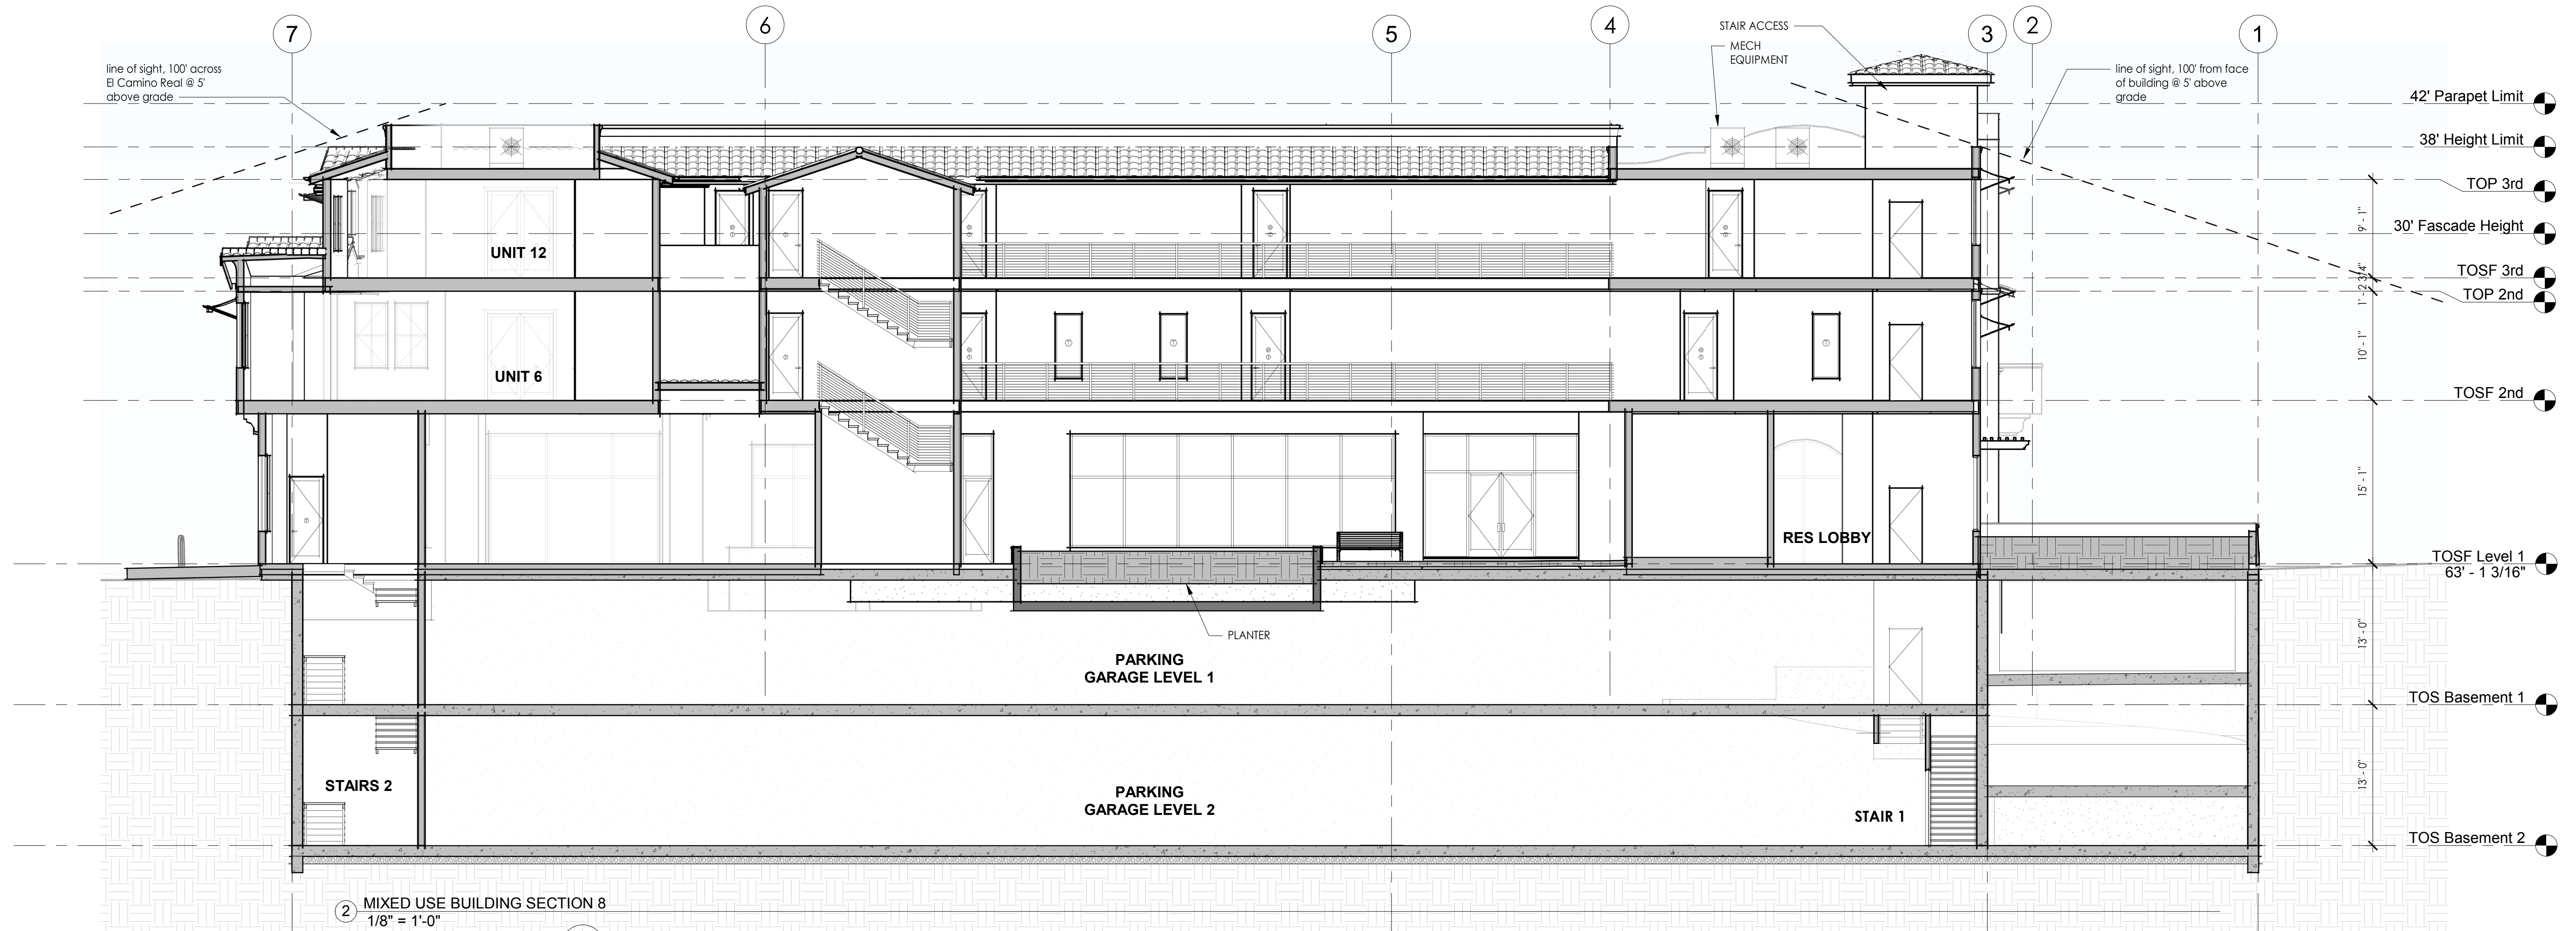 7
6
5
4
3
2
1
line of sight, 100' across
El Camino Real @ 5'
above grade
STAIR ACCESS
MECH
EQUIPMENT
line of sight, 100' from face
of building @ 5' above
grade
42' Parapet Limit
38' Height Limit
TOP 3rd
9' - 1"
30' Fascade Height
TOSF 3rd
1' - 2 3/4"
TOP 2nd
10' - 1"
TOSF 2nd
15' - 1"
TOSF Level 1
63' - 1 3/16"
13' - 0"
TOS Basement 1
13' - 0"
TOS Basement 2
UNIT 12
UNIT 6
RES LOBBY
PLANTER
PARKING
GARAGE LEVEL 1
STAIRS 2
PARKING
GARAGE LEVEL 2
STAIR 1
2
MIXED USE BUILDING SECTION 8
1/8" = 1'-0"